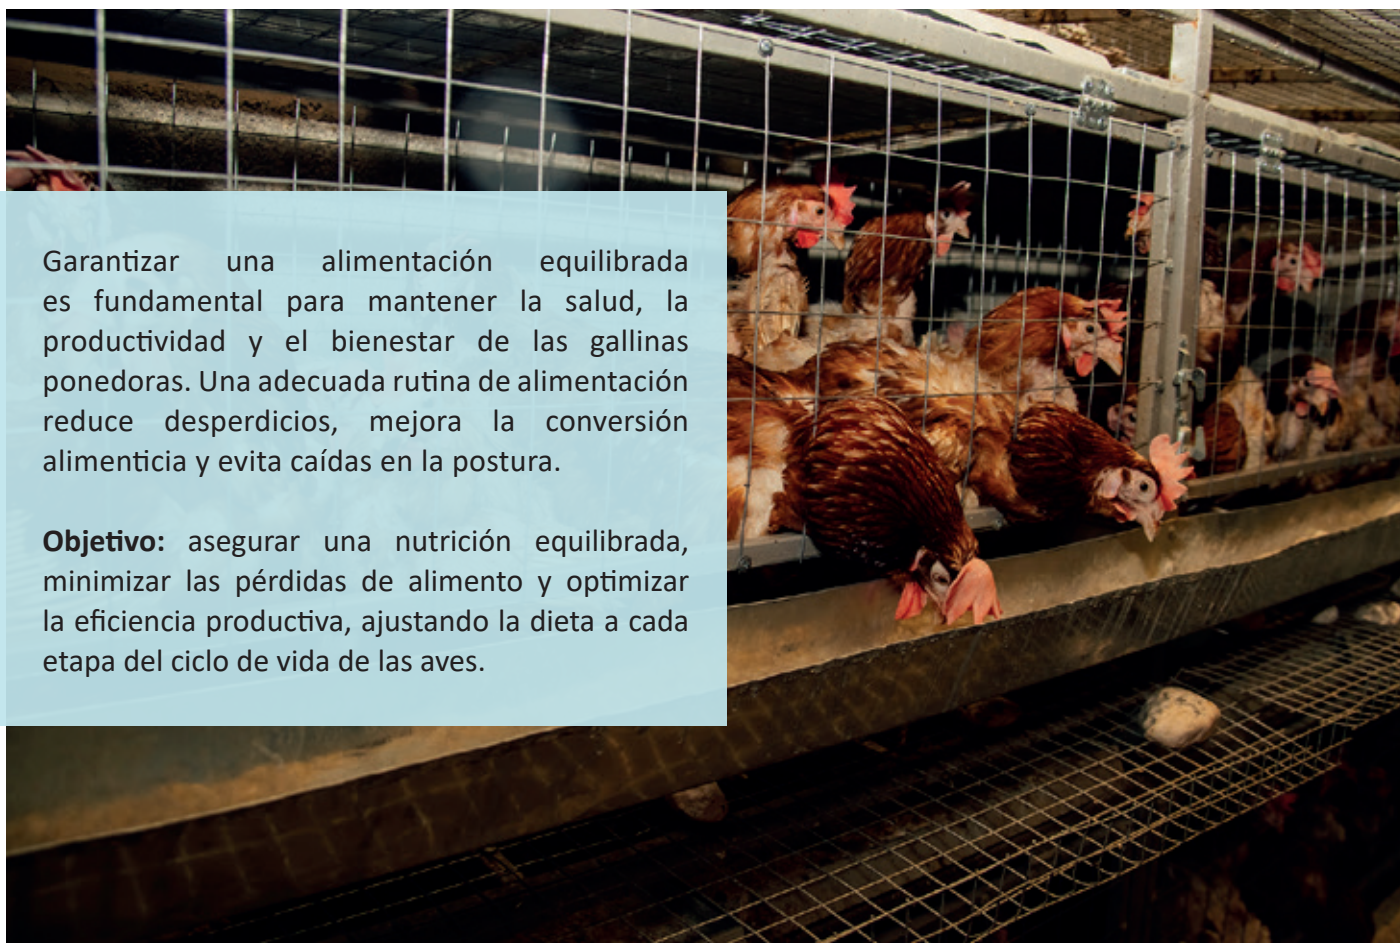 Garantizar una alimentación equilibrada
es fundamental para mantener la salud, la
productividad y el bienestar de las gallinas
ponedoras. Una adecuada rutina de alimentación
reduce desperdicios, mejora la conversión
alimenticia y evita caídas en la postura.
Objetivo: asegurar una nutrición equilibrada,
minimizar las pérdidas de alimento y optimizar
la eficiencia productiva, ajustando la dieta a cada
etapa del ciclo de vida de las aves.